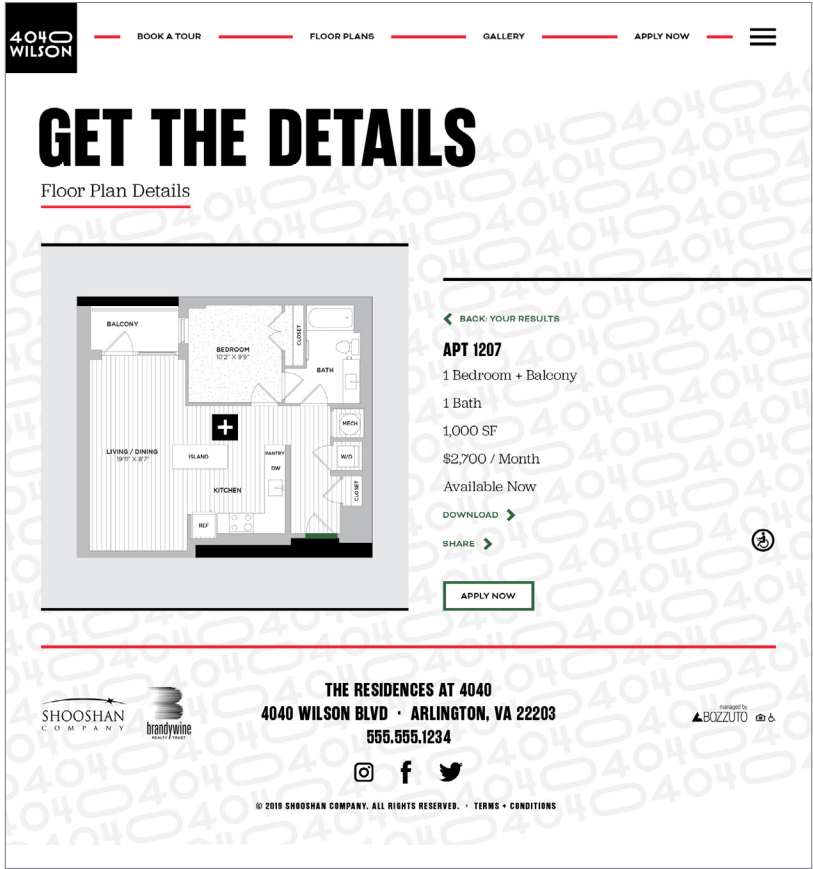 4040
WILSON
BOOK A TOUR
FLOOR PLANS
GALLERY
APPLY NOW
GET THE DETAILS
Floor Plan Details
BALCONY
BEDROOM
10'2" X 9'9"
CLOSET
BATH
MECH
LIVING / DINING
19'11" X 8'7"
ISLAND
PANTRY
DW
W/D
KITCHEN
CLOSET
REF
BACK: YOUR RESULTS
APT 1207
1 Bedroom + Balcony
1 Bath
1,000 SF
$2,700 / Month
Available Now
DOWNLOAD
SHARE
APPLY NOW
SHOOSHAN
COMPANY
brandywine
REALTY TRUST
THE RESIDENCES AT 4040
4040 WILSON BLVD · ARLINGTON, VA 22203
555.555.1234
managed by
BOZZUTO
© 2019 SHOOSHAN COMPANY. ALL RIGHTS RESERVED. · TERMS + CONDITIONS